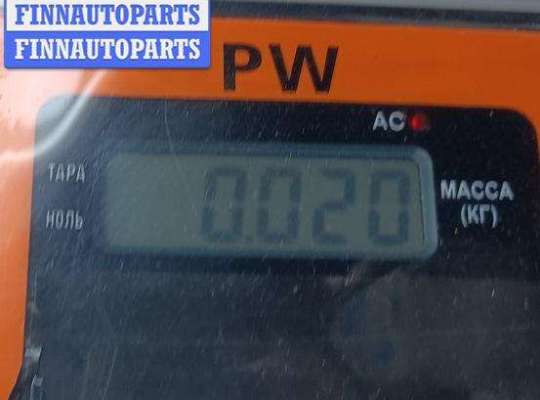 FINNAUTOPARTS
FINNAUTOPARTS
PW
AC
ТАРА
НОЛЬ
0.020
МАССА
(КГ)